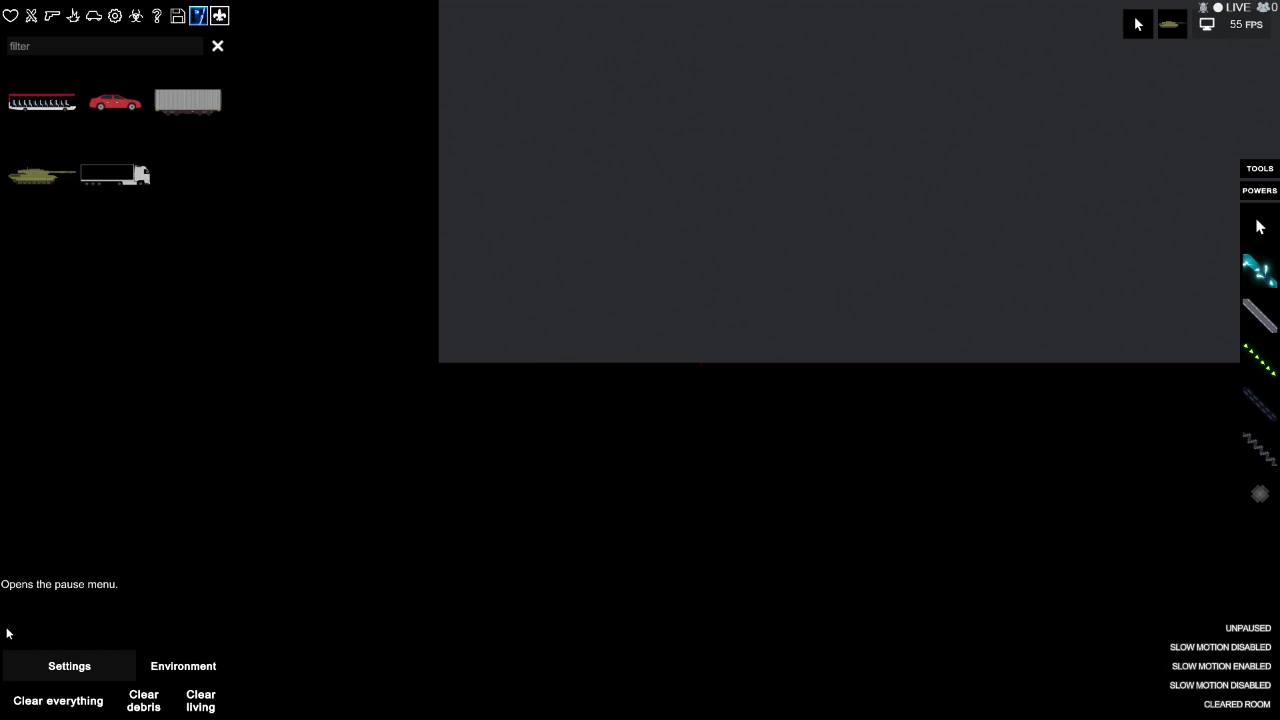 LIVE 0
55 FPS
filter
TOOLS
POWERS
Opens the pause menu.
UNPAUSED
SLOW MOTION DISABLED
SLOW MOTION ENABLED
SLOW MOTION DISABLED
CLEARED ROOM
Settings
Environment
Clear everything
Clear
debris
Clear
living